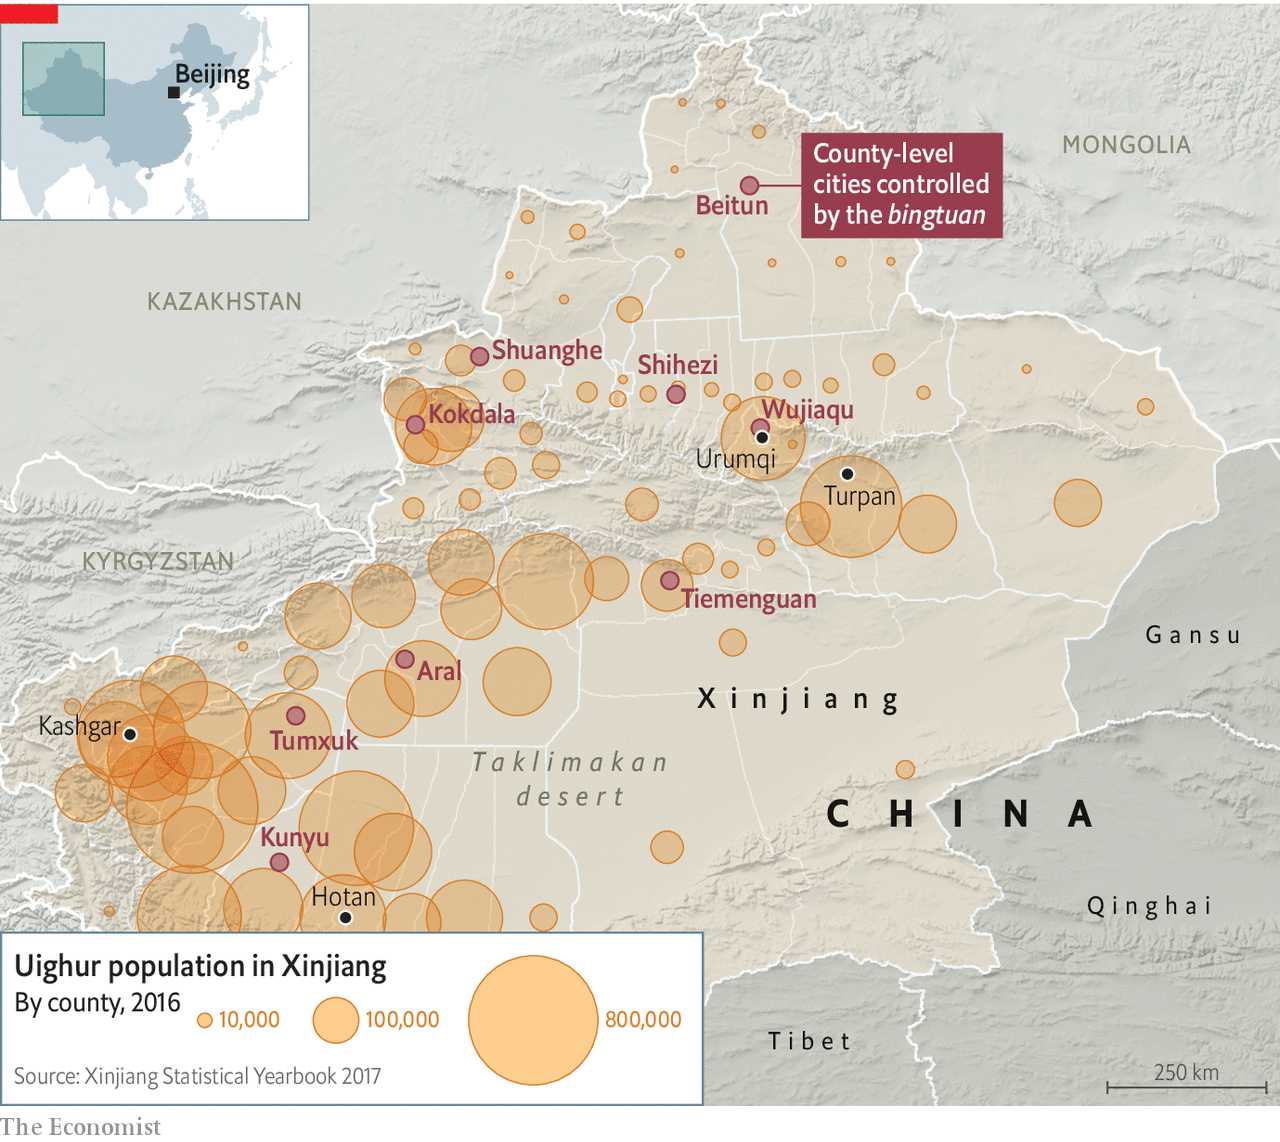 Beijing
MONGOLIA
County-level
cities controlled
by the bingtuan
Beitun
KAZAKHSTAN
Shuanghe
Shihezi
Kokdala
Wujiaqu
Urumqi
Turpan
KYRGYZSTAN
Tiemenguan
Gansu
Aral
Xinjiang
Kashgar
Tumxuk
Taklimakan
desert
CHINA
Kunyu
Hotan
Qinghai
Uighur population in Xinjiang
By county, 2016
10,000
100,000
800,000
Source: Xinjiang Statistical Yearbook 2017
Tibet
250 km
The Economist